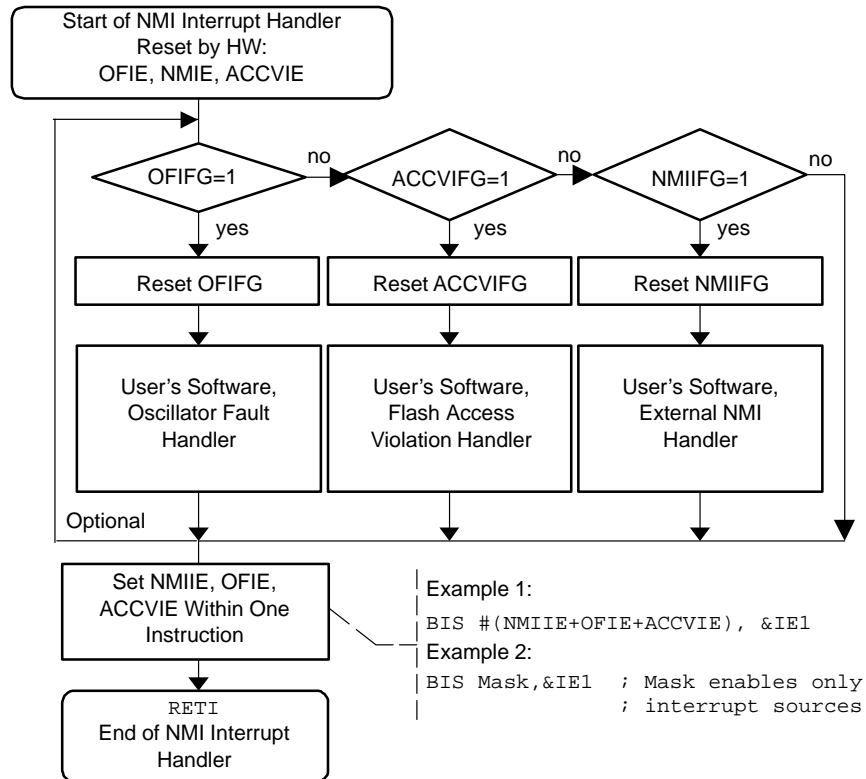 Start of NMI Interrupt Handler
Reset by HW:
OFIE, NMIE, ACCVIE
OFIFG=1
no
ACCVIFG=1
no
NMIIFG=1
no
yes
yes
yes
Reset OFIFG
Reset ACCVIFG
Reset NMIIFG
User's Software,
Oscillator Fault
Handler
User's Software,
Flash Access
Violation Handler
User's Software,
External NMI
Handler
Optional
Set NMIIE, OFIE,
ACCVIE Within One
Instruction
Example 1:
BIS #(NMIIE+OFIE+ACCVIE), &IE1
Example 2:
BIS Mask,&IE1 ; Mask enables only
; interrupt sources
RETI
End of NMI Interrupt
Handler